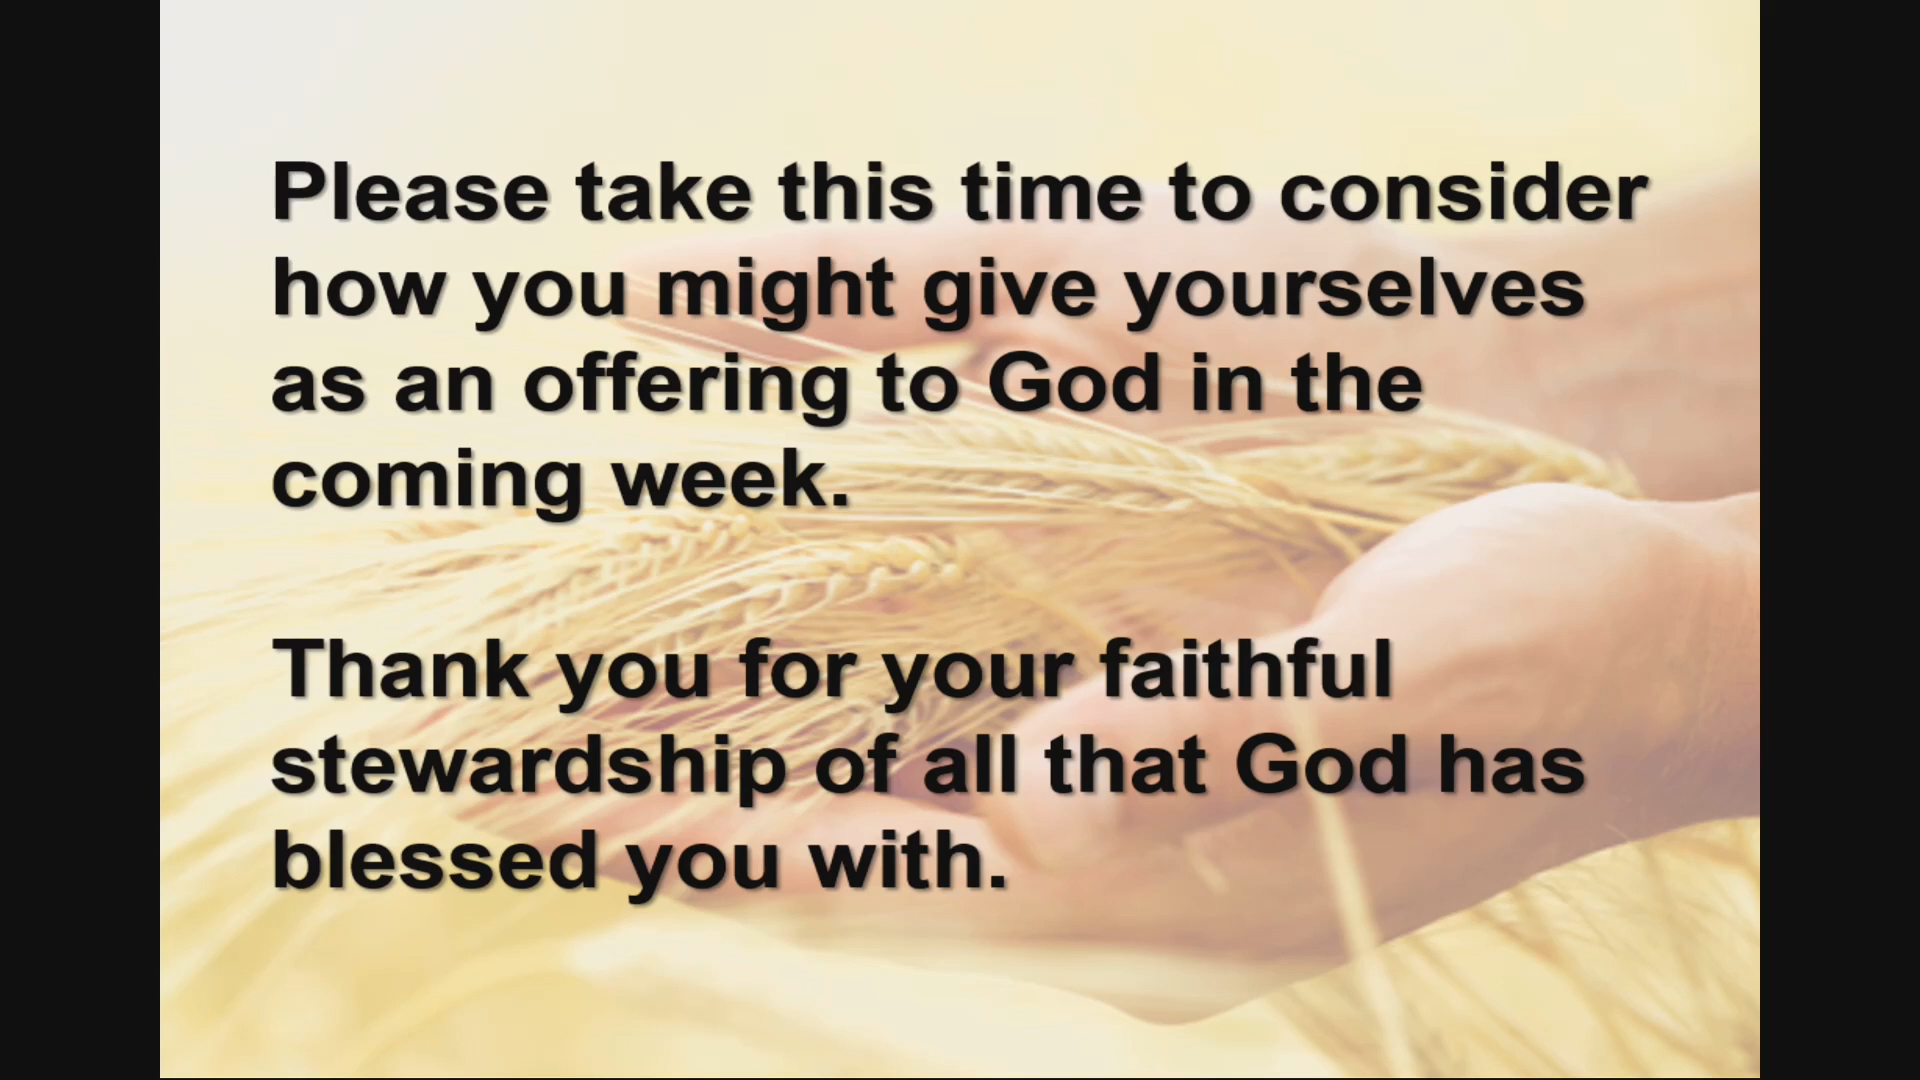 Please take this time to consider
how you might give yourselves
as an offering to God in the
coming week.
Thank you for your faithful
stewardship of all that God has
blessed you with.